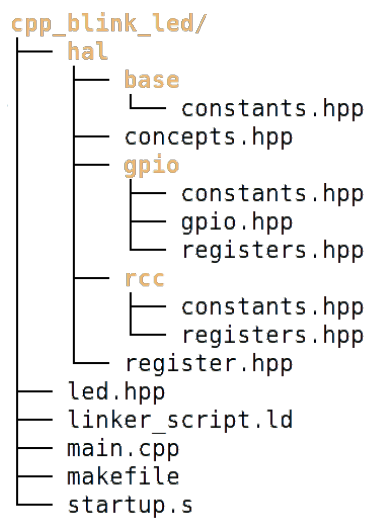 cpp_blink_led/
hal
base
constants.hpp
concepts.hpp
gpio
constants.hpp
gpio.hpp
registers.hpp
rcc
constants.hpp
registers.hpp
register.hpp
led.hpp
linker_script.ld
main.cpp
makefile
startup.s